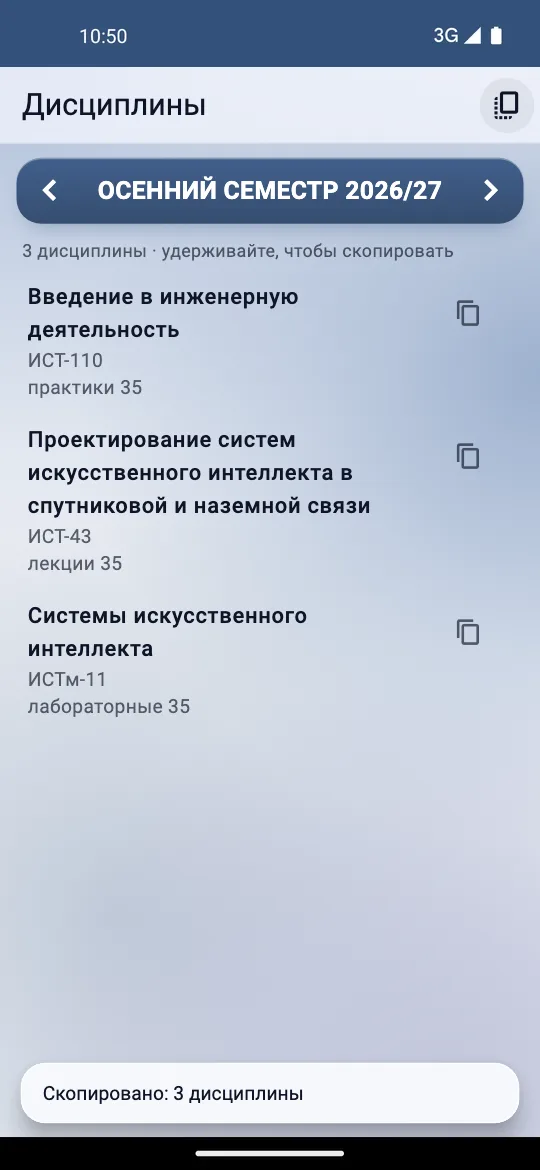 10:50
3G
Дисциплины
ОСЕННИЙ СЕМЕСТР 2026/27
3 дисциплины · удерживайте, чтобы скопировать
Введение в инженерную
деятельность
ИСТ-110
практики 35
Проектирование систем
искусственного интеллекта в
спутниковой и наземной связи
ИСТ-43
лекции 35
Системы искусственного
интеллекта
ИСТм-11
лабораторные 35
Скопировано: 3 дисциплины